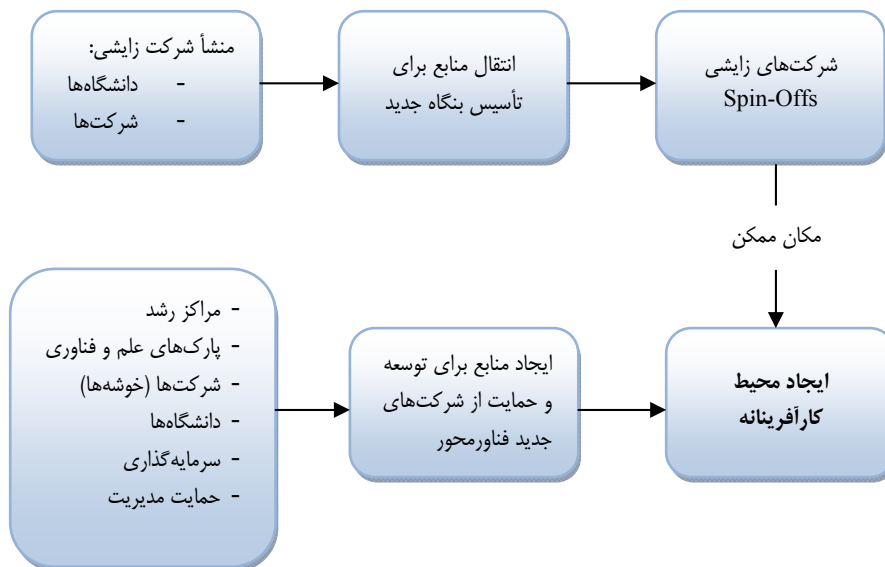 منشأ شرکت زایشی:
- دانشگاه‌ها
- شرکت‌ها
انتقال منابع برای
تأسیس بنگاه جدید
شرکت‌های زایشی
Spin-Offs
مکان ممکن
- مراکز رشد
- پارک‌های علم و فناوری
- شرکت‌ها (خوشه‌ها)
- دانشگاه‌ها
- سرمایه‌گذاری
- حمایت مدیریت
ایجاد منابع برای توسعه
و حمایت از شرکت‌های
جدید فناورمحور
ایجاد محیط
کارآفرینانه